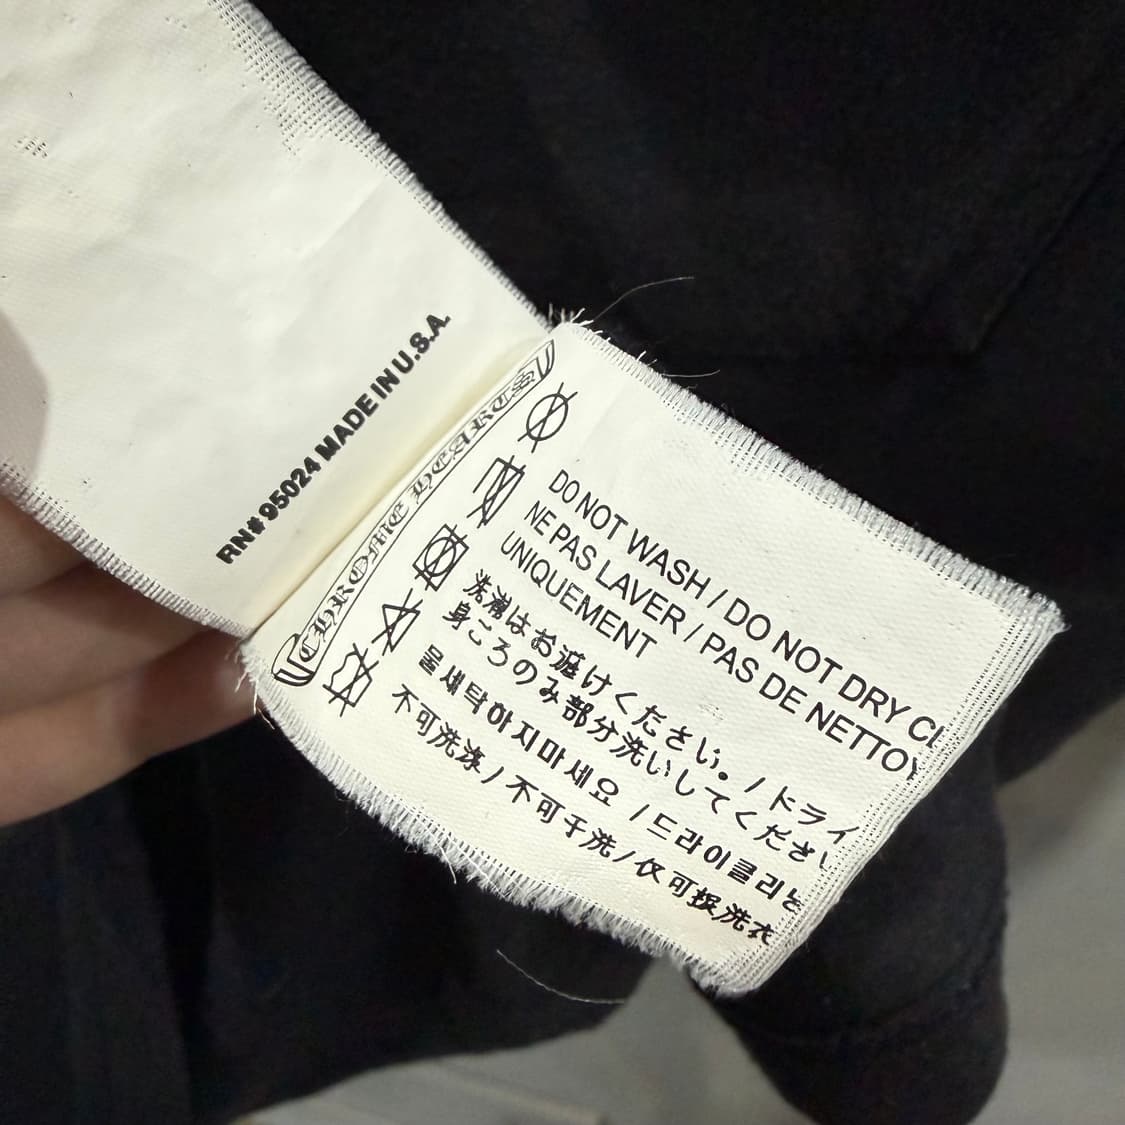 RN# 95024 MADE IN U.S.A.
CHROME HEARTS
DO NOT WASH / DO NOT DRY CL
NE PAS LAVER / PAS DE NETTOY
UNIQUEMENT
洗濯はお避けください。/ ドライ
身ごろのみ部分洗いしてくださ
물세탁하지마세요 / 드라이클리
不可洗涤 / 不可干洗 / 仅可 洗衣